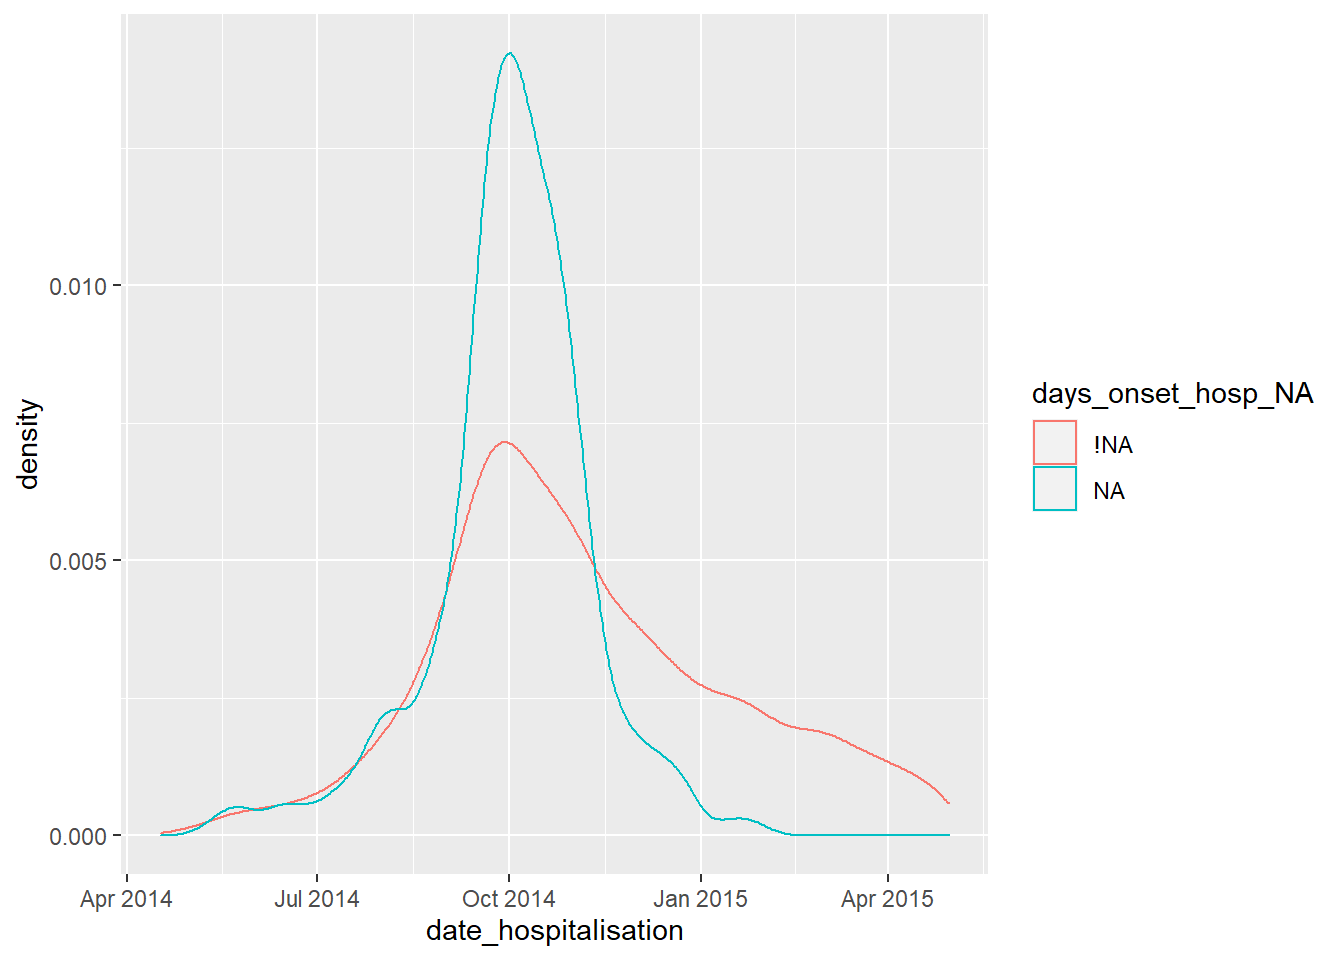 density
0.010
0.005
0.000
Apr 2014 Jul 2014 Oct 2014 Jan 2015 Apr 2015
date_hospitalisation
days_onset_hosp_NA
!NA
NA